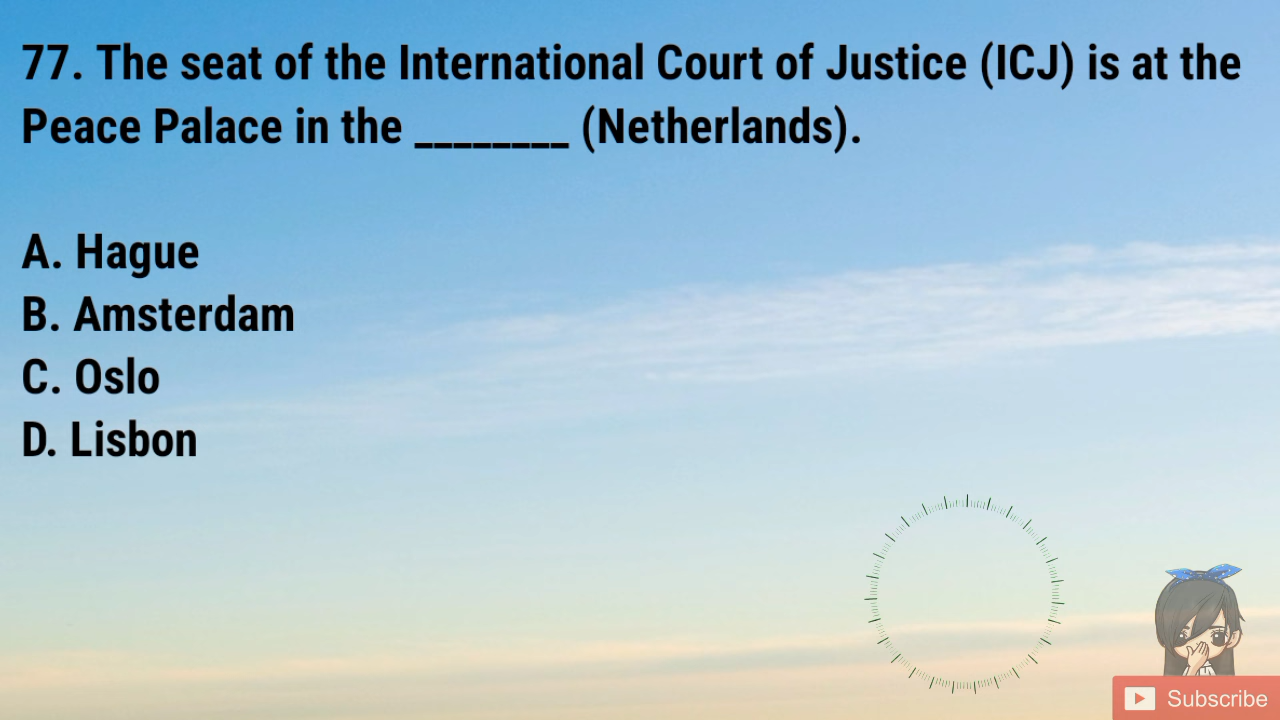 77. The seat of the International Court of Justice (ICJ) is at the
Peace Palace in the ________ (Netherlands).
A. Hague
B. Amsterdam
C. Oslo
D. Lisbon
Subscribe